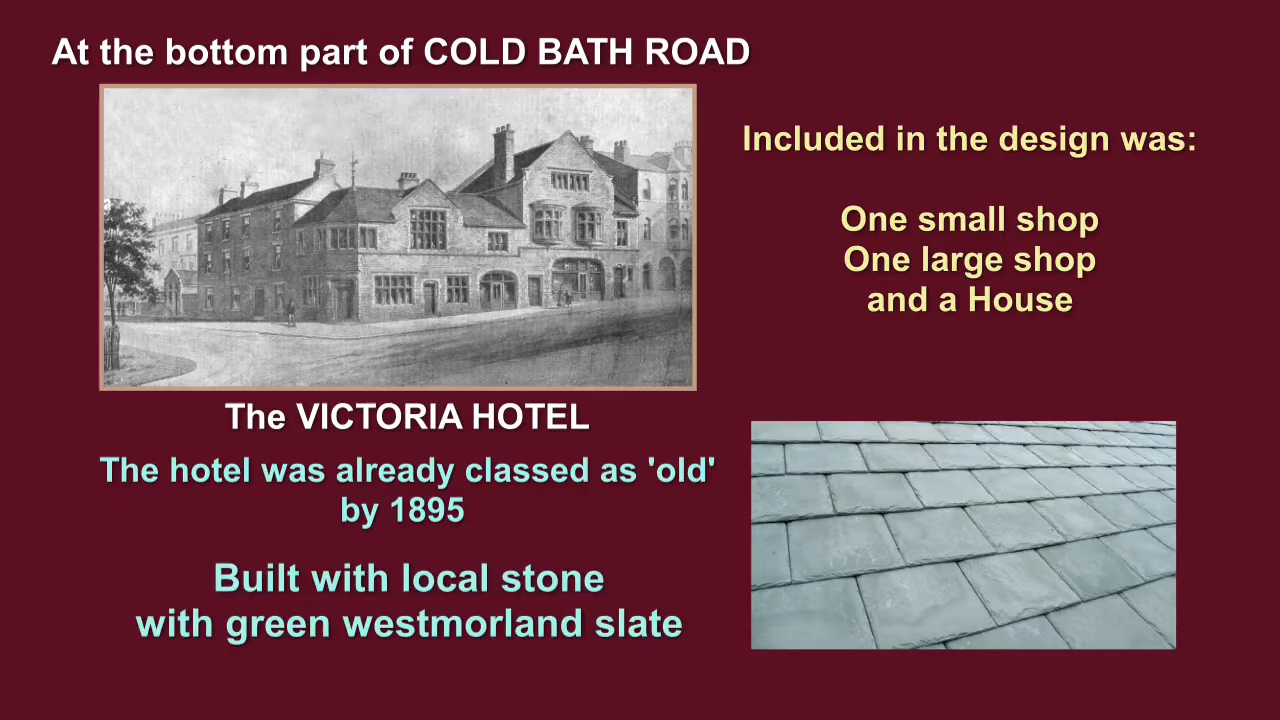 At the bottom part of COLD BATH ROAD
Included in the design was:
One small shop
One large shop
and a House
The VICTORIA HOTEL
The hotel was already classed as 'old'
by 1895
Built with local stone
with green westmorland slate